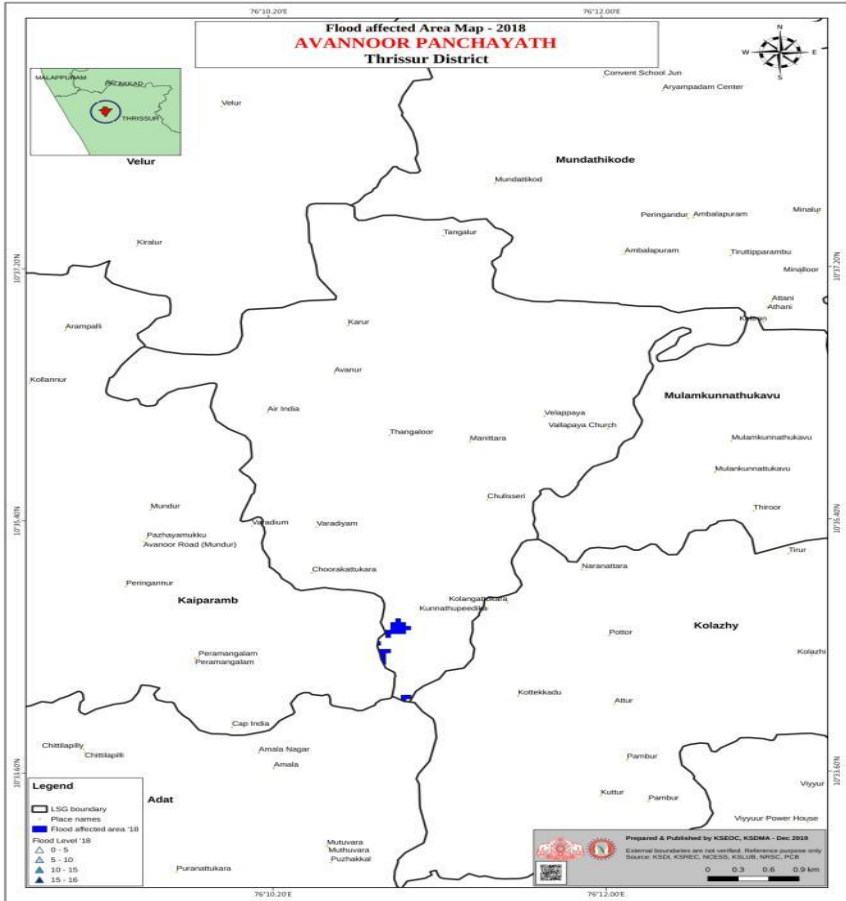 76°10.20'E
76°12.00'E
Flood affected Area Map - 2018
AVANNOOR PANCHAYATH
Thrissur District
N
W
E
S
MALAPPURAM
PALAKKAD
THRISSUR
Convent School Jun
Aryampadam Center
Velur
Velur
Mundathikode
Mundattikod
Peringandur
Ambalapuram
Minalur
Kiralur
Tangalur
Ambalapuram
Tiruttipparambu
Minalloor
10°37.20'N
10°37.20'N
Attani
Athani
Arampalli
Karur
Kollannur
Avanur
Mulamkunnathukavu
Air India
Velappaya
Vallapaya Church
Thangaloor
Manittara
Mulamkunnathukavu
Mulankunnattukavu
Chulisseri
Mundur
Thiroor
10°35.40'N
10°35.40'N
Varadium
Varadiyam
Pazhayamukku
Avanoor Road (Mundur)
Tirur
Choorakattukara
Naranattara
Peringannur
Kaiparamb
Kolangattukara
Kunnathupeedika
Kolazhy
Pottor
Peramangalam
Peramangalam
Kolazhi
Kottekkadu
Attur
Cap India
Chittilapilly
Chittilapilli
Amala Nagar
Amala
Pambur
10°33.60'N
10°33.60'N
Viyyur
Kuttur
Pambur
Adat
Viyyuur Power House
Legend
LSG boundary
Place names
Flood affected area '18
Flood Level '18
0 - 5
5 - 10
10 - 15
15 - 16
Mutuvara
Muthuvara
Puzhakkal
Puranattukara
Prepared & Published by KSEOC, KSDMA - Dec 2019
External boundaries are not verified. Reference purpose only
Source: KSDI, KSREC, NCESS, KSLUB, NRSC, PCB
0 0.3 0.6 0.9 km
76°10.20'E
76°12.00'E